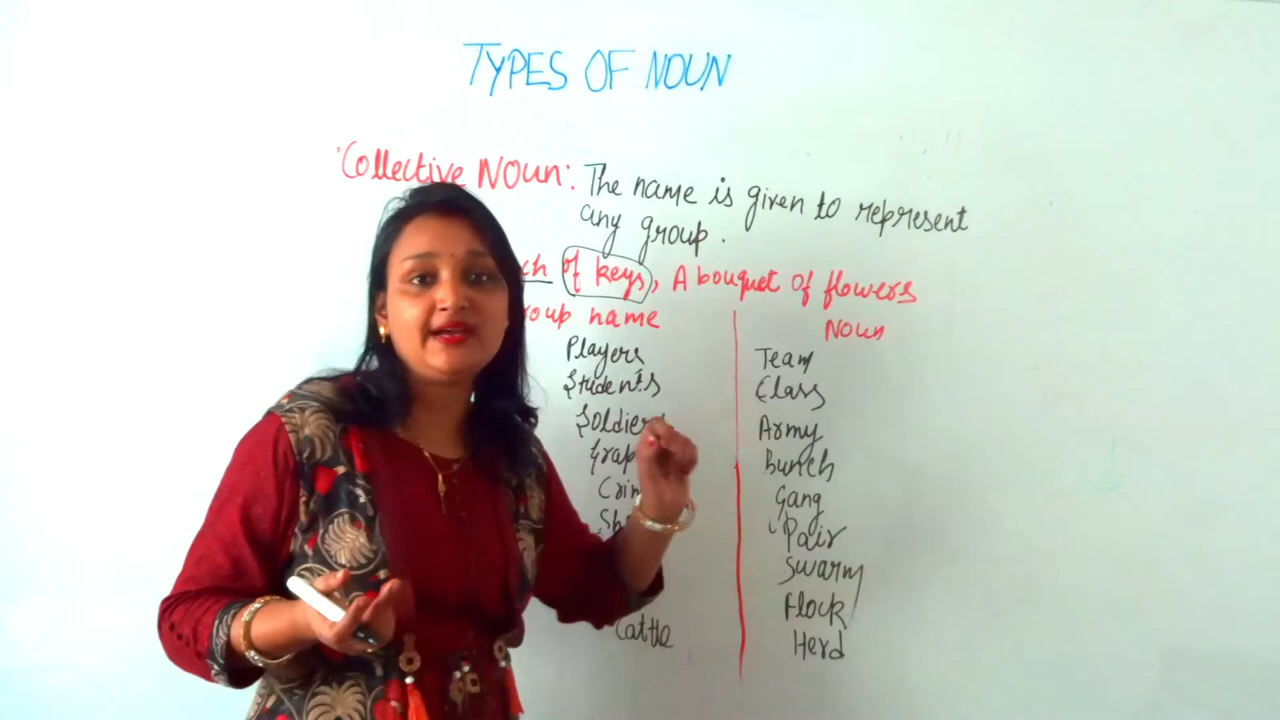 TYPES OF NOUN
Collective Noun: The name is given to represent
any group.
of keys, A bouquet of flowers
name
Noun
Players Team
Students Class
Army
Bunch
Gang
Pair
Swarm
Flock
Cattle Herd